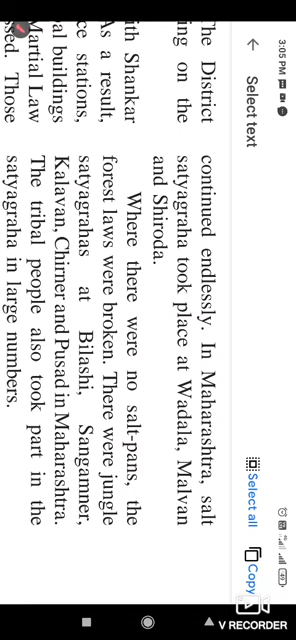 3:05 PM
← Select text
Select all Copy
The District
ing on the
ith Shankar
As a result,
ce stations,
al buildings
Martial Law
sed. Those
continued endlessly. In Maharashtra, salt
satyagraha took place at Wadala, Malvan
and Shiroda.
Where there were no salt-pans, the
forest laws were broken. There were jungle
satyagrahas at Bilashi, Sangamner,
Kalavan, Chirner and Pusad in Maharashtra.
The tribal people also took part in the
satyagraha in large numbers.
4G
49
V RECORDER